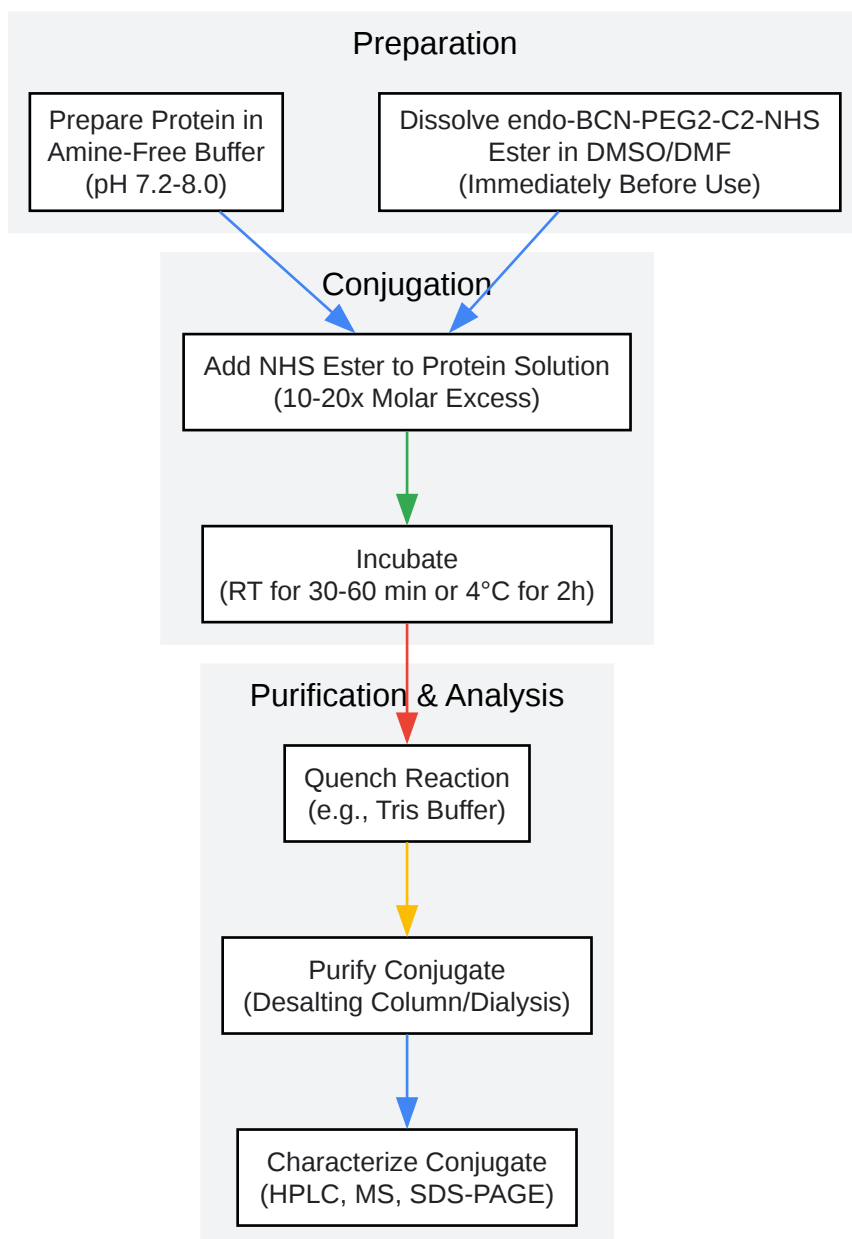 Preparation
Prepare Protein in
Amine-Free Buffer
(pH 7.2-8.0)
Dissolve endo-BCN-PEG2-C2-NHS
Ester in DMSO/DMF
(Immediately Before Use)
Conjugation
Add NHS Ester to Protein Solution
(10-20x Molar Excess)
Incubate
(RT for 30-60 min or 4°C for 2h)
Purification & Analysis
Quench Reaction
(e.g., Tris Buffer)
Purify Conjugate
(Desalting Column/Dialysis)
Characterize Conjugate
(HPLC, MS, SDS-PAGE)